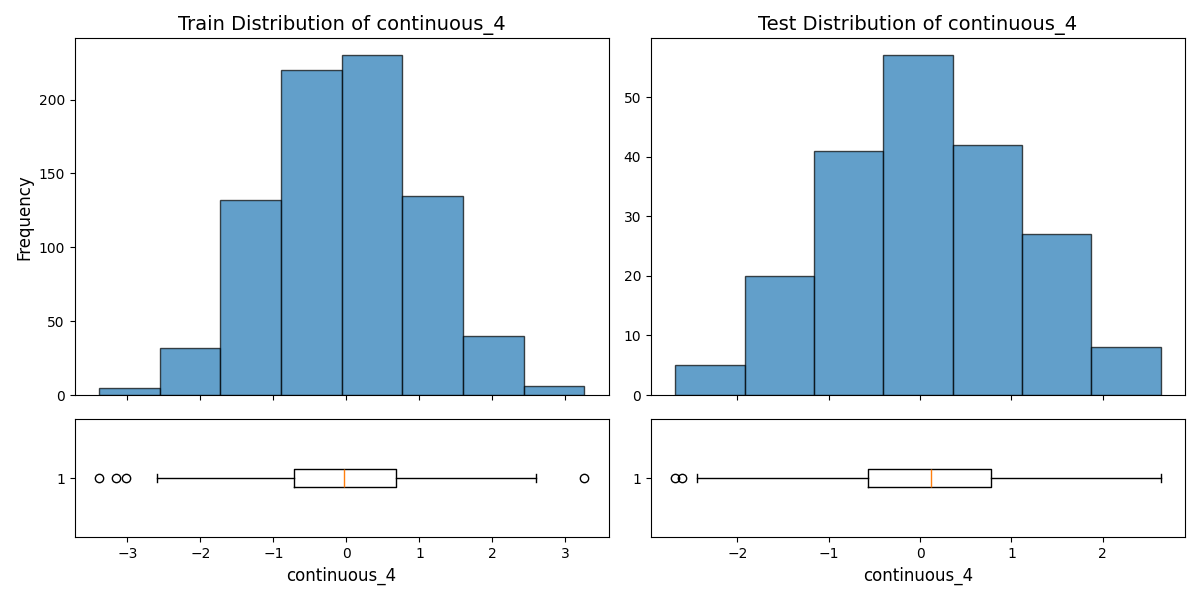 Train Distribution of continuous_4
Test Distribution of continuous_4
Frequency
200
150
100
50
0
50
40
30
20
10
0
1
−3 −2 −1 0 1 2 3
continuous_4
1
−2 −1 0 1 2
continuous_4